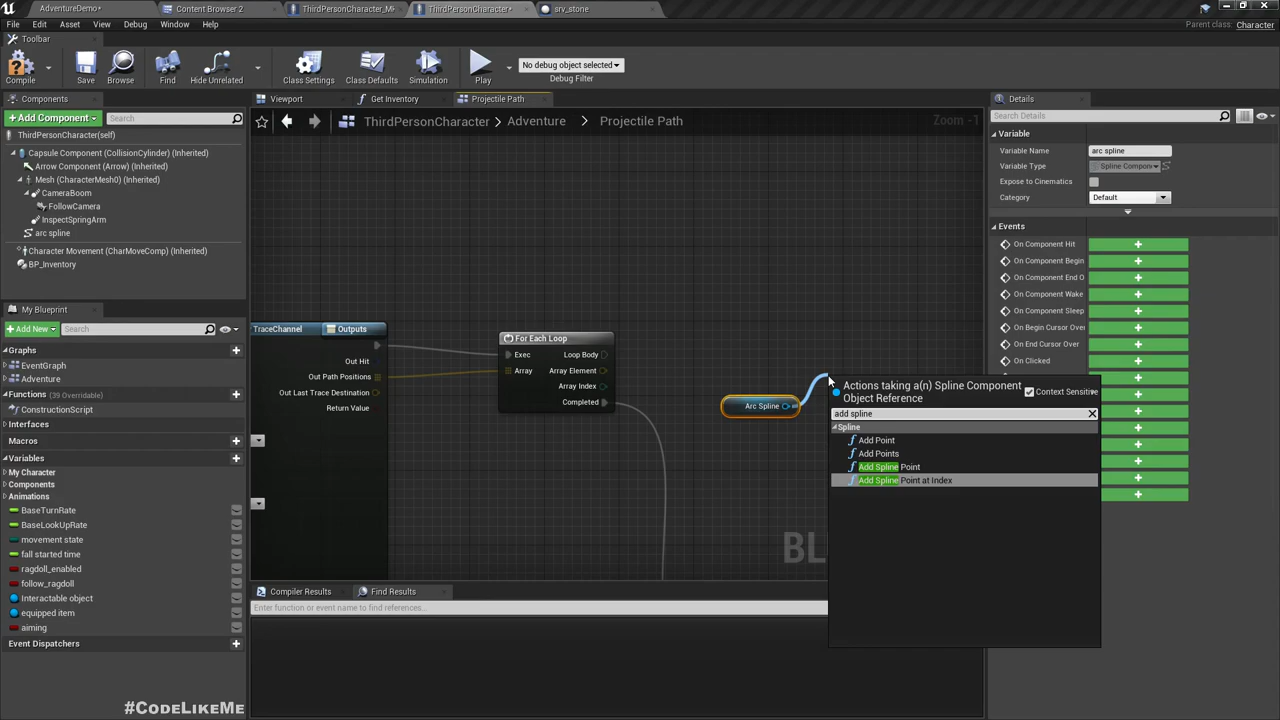 AdventureDemo*
Content Browser 2
ThirdPersonCharacter_M
ThirdPersonCharacter*
srv_stone
File Edit Asset View Debug Window Help
Parent class: Character
Toolbar
Compile Save Browse Find Hide Unrelated Class Settings Class Defaults Simulation Play
No debug object selected
Debug Filter
Components
+ Add Component Search
ThirdPersonCharacter(self)
Capsule Component (CollisionCylinder) (Inherited)
Arrow Component (Arrow) (Inherited)
Mesh (CharacterMesh0) (Inherited)
CameraBoom
FollowCamera
InspectSpringArm
arc spline
Character Movement (CharMoveComp) (Inherited)
BP_Inventory
My Blueprint
+ Add New Search
Graphs
EventGraph
Adventure
Functions (39 Overridable)
ConstructionScript
Interfaces
Macros
Variables
My Character
Components
Animations
BaseTurnRate
BaseLookUpRate
movement state
fall started time
ragdoll_enabled
follow_ragdoll
Interactable object
equipped item
aiming
Event Dispatchers
#CodeLikeMe
Viewport Get Inventory Projectile Path
ThirdPersonCharacter > Adventure > Projectile Path
Zoom -1
TraceChannel Outputs
Out Hit
Out Path Positions
Out Last Trace Destination
Return Value
For Each Loop
Exec Loop Body
Array Array Element
Array Index
Completed
Arc Spline
BL
Actions taking a(n) Spline Component
Object Reference
Context Sensitive
add spline
Spline
Add Point
Add Points
Add Spline Point
Add Spline Point at Index
Compiler Results Find Results
Enter function or event name to find references...
Details
Search Details
Variable
Variable Name arc spline
Variable Type Spline Compon
Expose to Cinematics
Category Default
Events
On Component Hit
On Component Begin
On Component End O
On Component Wake
On Component Sleep
On Begin Cursor Over
On End Cursor Over
On Clicked